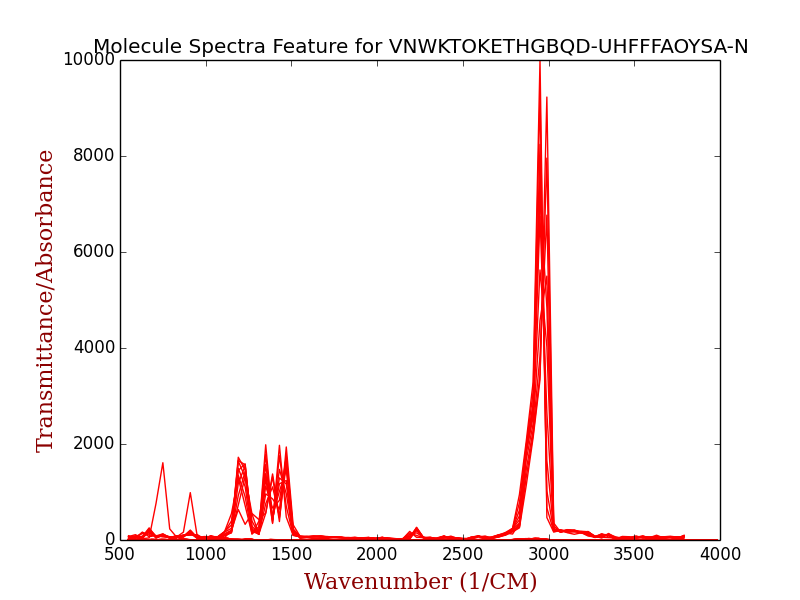 Molecule Spectra Feature for VNWKTOKETHGBQD-UHFFFAOYSA-N
10000
8000
6000
4000
2000
0
Transmittance/Absorbance
500 1000 1500 2000 2500 3000 3500 4000
Wavenumber (1/CM)